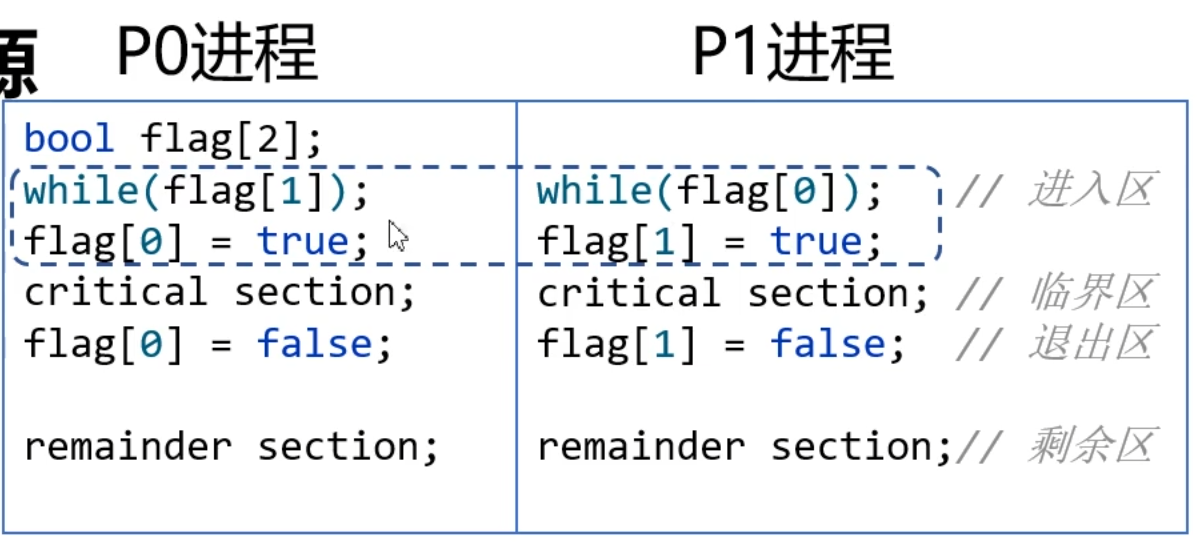 源 P0进程 P1进程
bool flag[2];
while(flag[1]); while(flag[0]); // 进入区
flag[0] = true; flag[1] = true;
critical section; critical section; // 临界区
flag[0] = false; flag[1] = false; // 退出区
remainder section; remainder section;// 剩余区